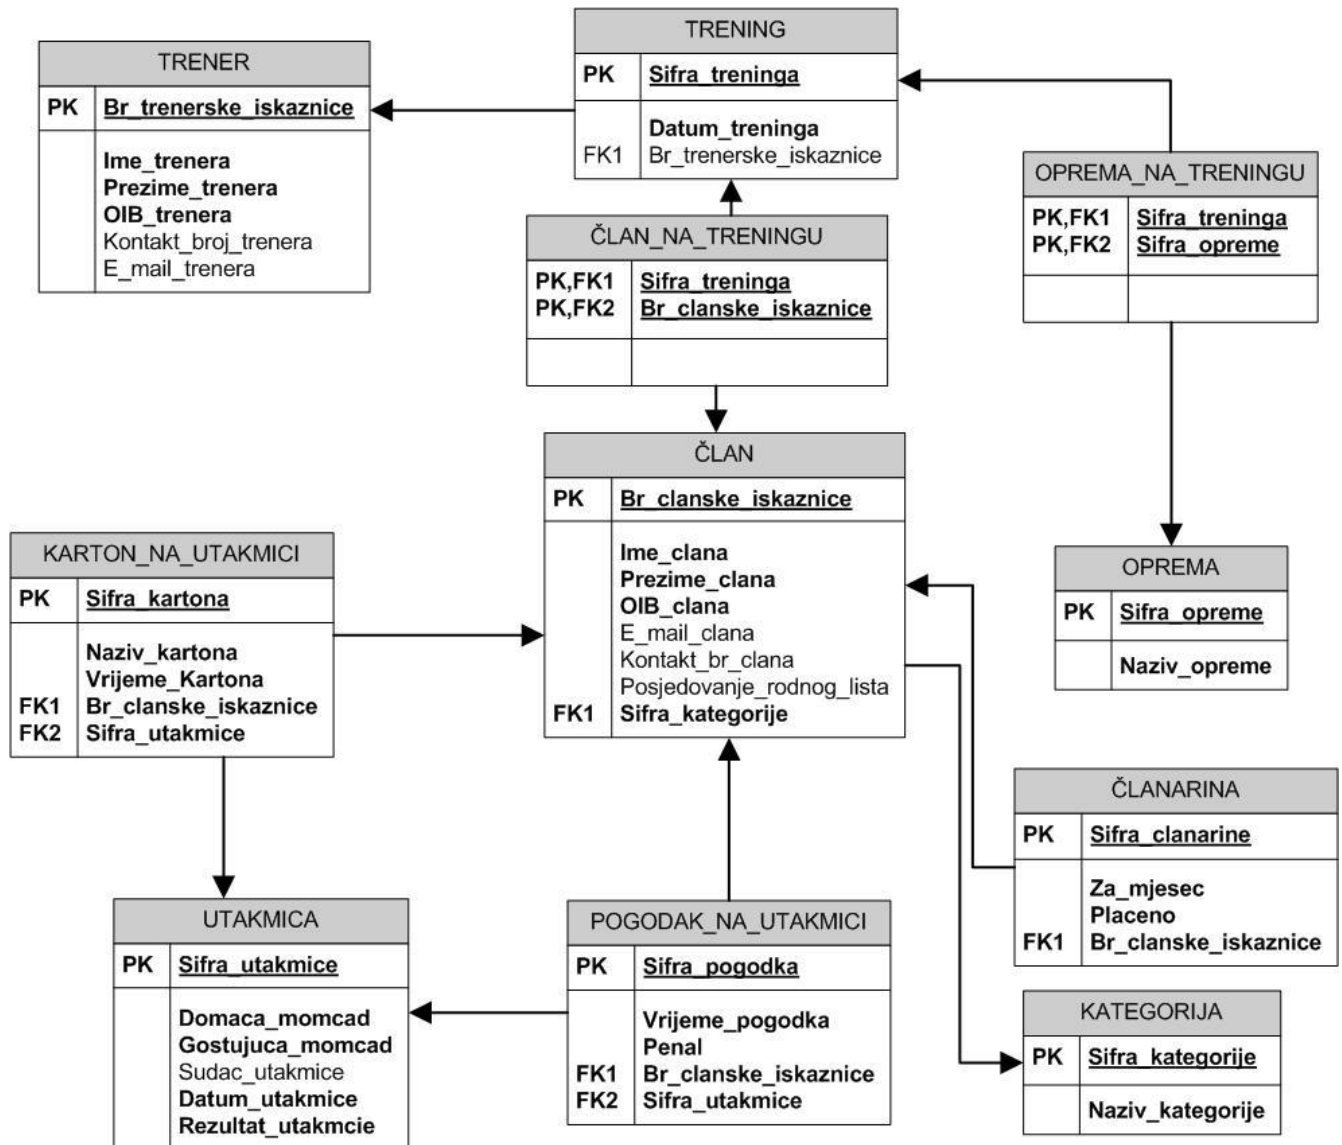 TRENER
PK Br_trenerske_iskaznice
Ime_trenera
Prezime_trenera
OIB_trenera
Kontakt_broj_trenera
E_mail_trenera
TRENING
PK Sifra_treninga
Datum_treninga
FK1 Br_trenerske_iskaznice
OPREMA_NA_TRENINGU
PK,FK1 Sifra_treninga
PK,FK2 Sifra_opreme
ČLAN_NA_TRENINGU
PK,FK1 Sifra_treninga
PK,FK2 Br_clanske_iskaznice
ČLAN
PK Br_clanske_iskaznice
Ime_clana
Prezime_clana
OIB_clana
E_mail_clana
Kontakt_br_clana
Posjedovanje_rodnog_lista
FK1 Sifra_kategorije
KARTON_NA_UTAKMICI
PK Sifra_kartona
Naziv_kartona
Vrijeme_Kartona
FK1 Br_clanske_iskaznice
FK2 Sifra_utakmice
OPREMA
PK Sifra_opreme
Naziv_opreme
ČLANARINA
PK Sifra_clanarine
Za_mjesec
Placeno
FK1 Br_clanske_iskaznice
UTAKMICA
PK Sifra_utakmice
Domaca_momcad
Gostujuca_momcad
Sudac_utakmice
Datum_utakmice
Rezultat_utakmcie
POGODAK_NA_UTAKMICI
PK Sifra_pogodka
Vrijeme_pogodka
Penal
FK1 Br_clanske_iskaznice
FK2 Sifra_utakmice
KATEGORIJA
PK Sifra_kategorije
Naziv_kategorije